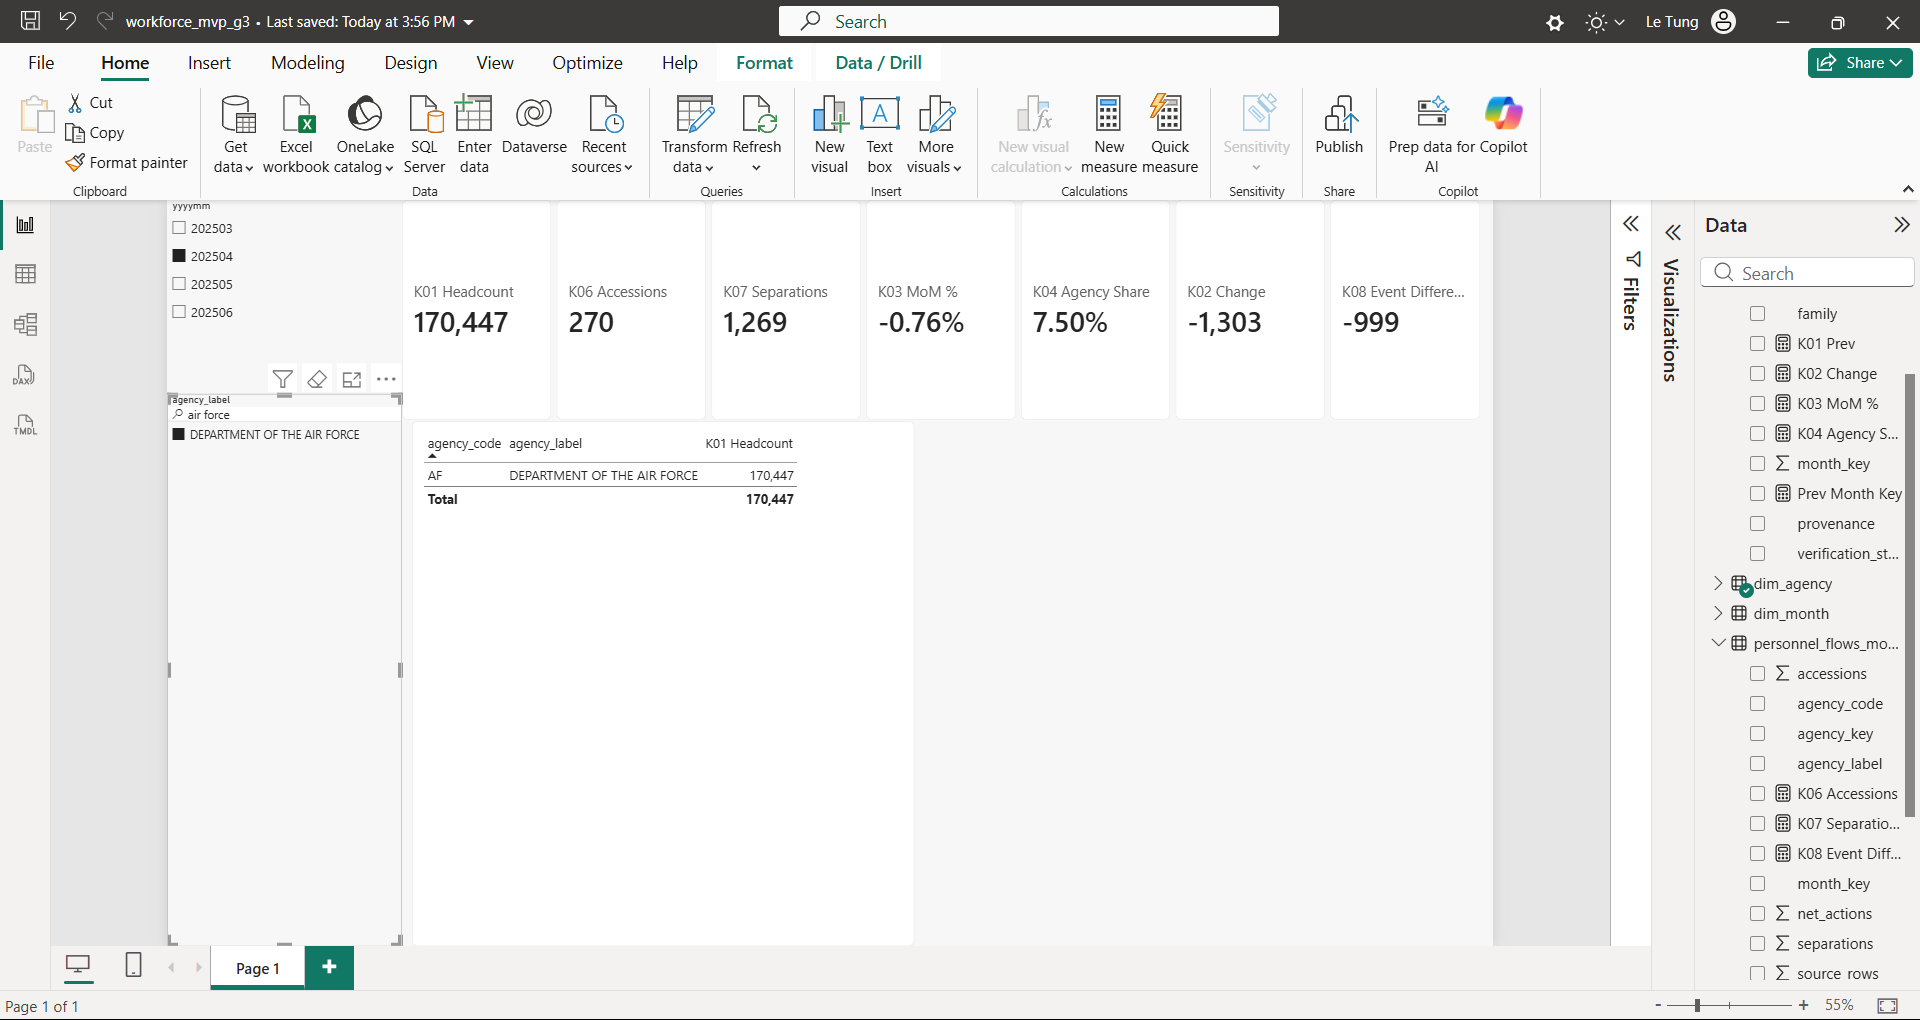 workforce_mvp_g3 • Last saved: Today at 3:56 PM
Search
Le Tung
File Home Insert Modeling Design View Optimize Help Format Data / Drill
Share
Paste
Cut
Copy
Format painter
Clipboard
Get data
Excel workbook
OneLake catalog
SQL Server
Enter data
Dataverse
Recent sources
Data
Transform data
Refresh
Queries
New visual
Text box
More visuals
Insert
New visual calculation
New measure
Quick measure
Calculations
Sensitivity
Sensitivity
Publish
Share
Prep data for AI
Copilot
Copilot
DAX
TMDL
yyyymm
202503
202504
202505
202506
K01 Headcount
170,447
K06 Accessions
270
K07 Separations
1,269
K03 MoM %
-0.76%
K04 Agency Share
7.50%
K02 Change
-1,303
K08 Event Differe...
-999
agency_label
air force
DEPARTMENT OF THE AIR FORCE
agency_code agency_label K01 Headcount
AF DEPARTMENT OF THE AIR FORCE 170,447
Total 170,447
Filters
Visualizations
Data
Search
family
K01 Prev
K02 Change
K03 MoM %
K04 Agency S...
month_key
Prev Month Key
provenance
verification_st...
dim_agency
dim_month
personnel_flows_mo...
accessions
agency_code
agency_key
agency_label
K06 Accessions
K07 Separatio...
K08 Event Diff...
month_key
net_actions
separations
source rows
Page 1
Page 1 of 1
- + 55%